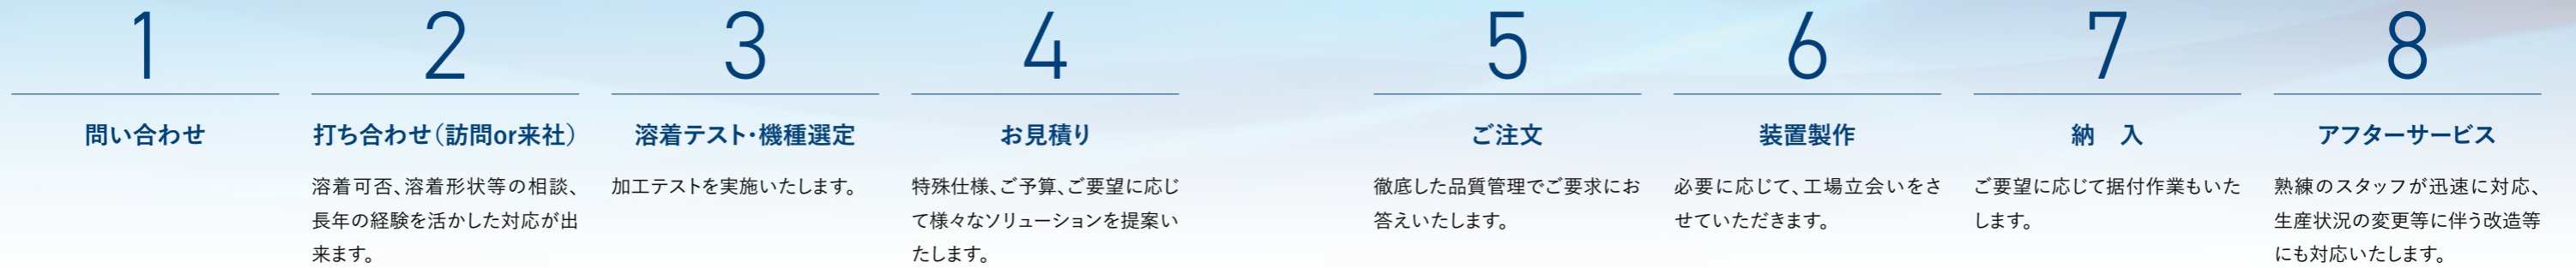 1
問い合わせ
2
打ち合わせ（訪問or来社）
溶着可否、溶着形状等の相談、
長年の経験を活かした対応が出
来ます。
3
溶着テスト・機種選定
加工テストを実施いたします。
4
お見積り
特殊仕様、ご予算、ご要望に応じ
て様々なソリューションを提案い
たします。
5
ご注文
徹底した品質管理でご要求にお
答えいたします。
6
装置製作
必要に応じて、工場立会いをさ
せていただきます。
7
納　入
ご要望に応じて据付作業もいた
します。
8
アフターサービス
熟練のスタッフが迅速に対応、
生産状況の変更等に伴う改造等
にも対応いたします。